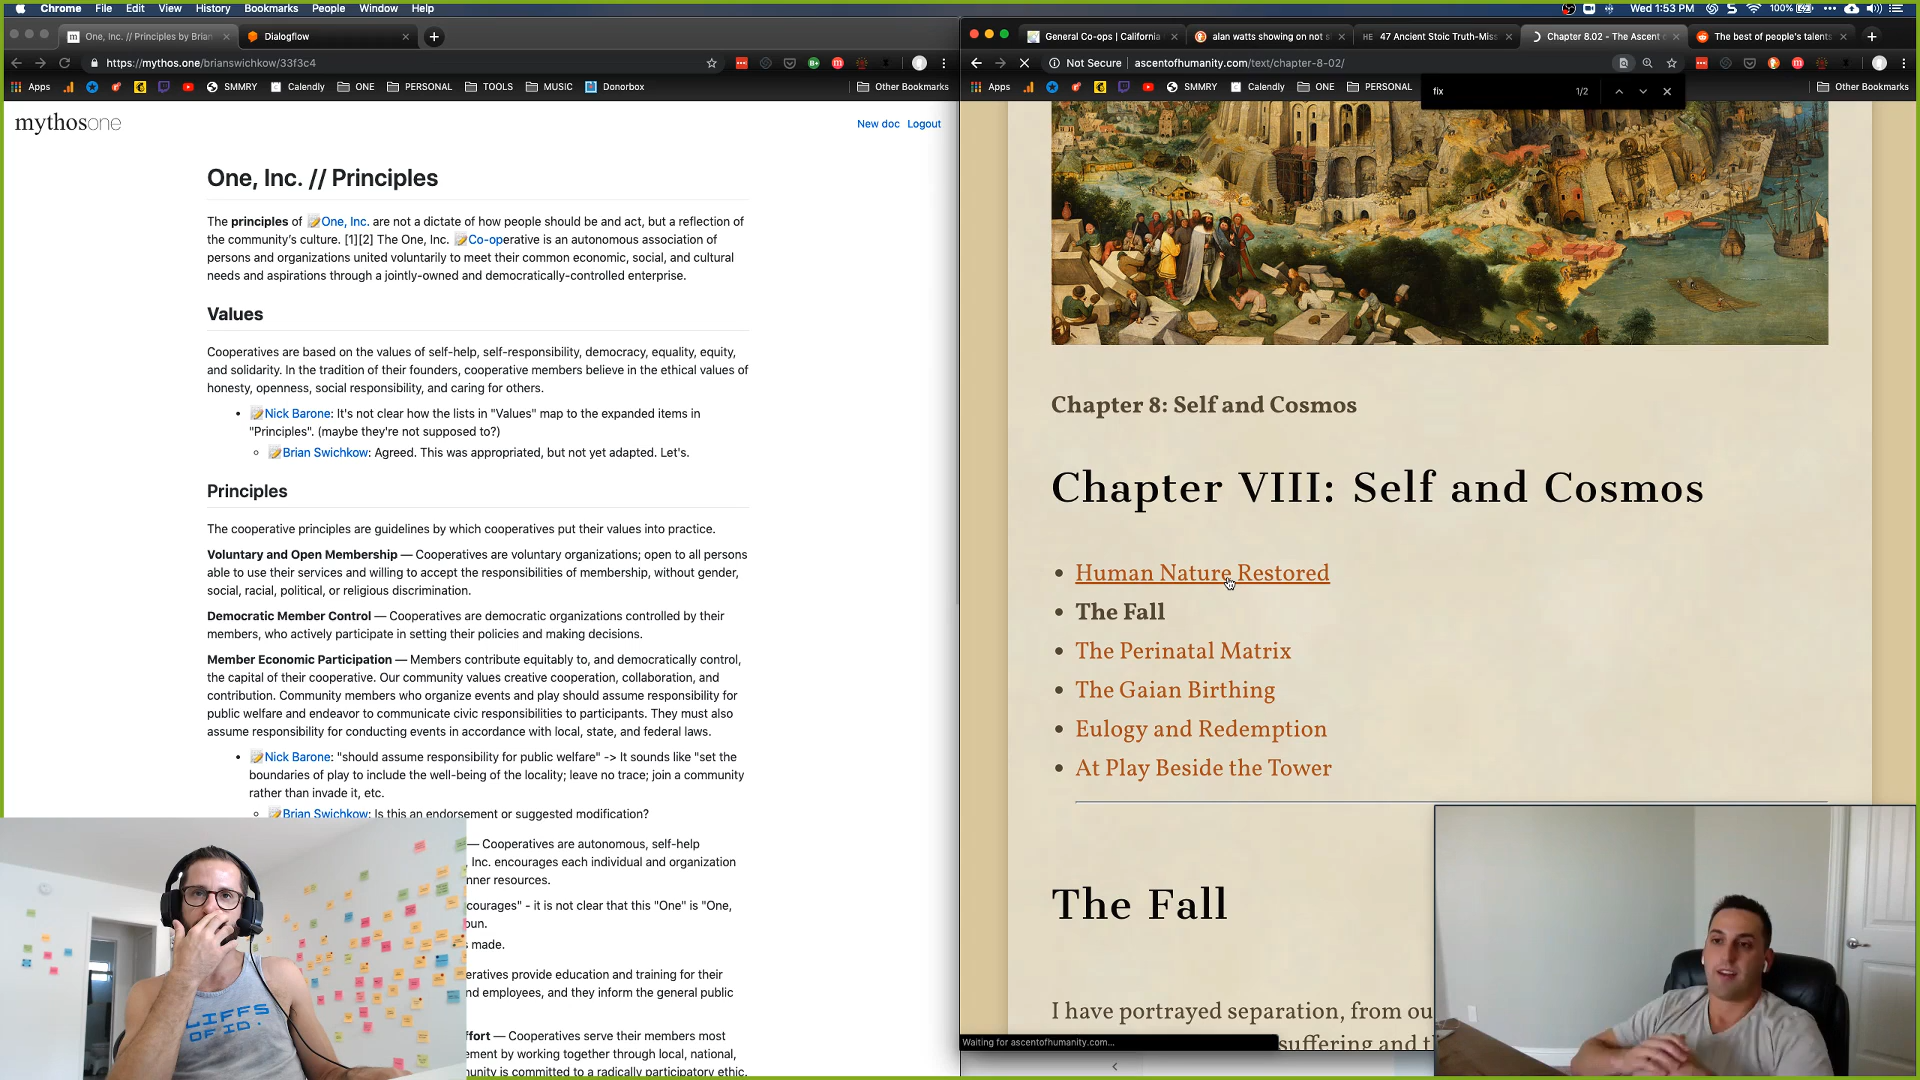 Chrome File Edit View History Bookmarks People Window Help
100% Wed 1:53 PM
One, Inc. // Principles by Brian
Dialogflow
https://mythos.one/brianswichkow/33f3c4
Apps SMMRY Calendly ONE PERSONAL TOOLS MUSIC Donorbox Other Bookmarks
mythosone
New doc Logout
One, Inc. // Principles
The principles of One, Inc. are not a dictate of how people should be and act, but a reflection of
the community's culture. [1][2] The One, Inc. Co-operative is an autonomous association of
persons and organizations united voluntarily to meet their common economic, social, and cultural
needs and aspirations through a jointly-owned and democratically-controlled enterprise.
Values
Cooperatives are based on the values of self-help, self-responsibility, democracy, equality, equity,
and solidarity. In the tradition of their founders, cooperative members believe in the ethical values of
honesty, openness, social responsibility, and caring for others.
Nick Barone: It's not clear how the lists in "Values" map to the expanded items in
"Principles". (maybe they're not supposed to?)
Brian Swichkow: Agreed. This was appropriated, but not yet adapted. Let's.
Principles
The cooperative principles are guidelines by which cooperatives put their values into practice.
Voluntary and Open Membership — Cooperatives are voluntary organizations; open to all persons
able to use their services and willing to accept the responsibilities of membership, without gender,
social, racial, political, or religious discrimination.
Democratic Member Control — Cooperatives are democratic organizations controlled by their
members, who actively participate in setting their policies and making decisions.
Member Economic Participation — Members contribute equitably to, and democratically control,
the capital of their cooperative. Our community values creative cooperation, collaboration, and
contribution. Community members who organize events and play should assume responsibility for
public welfare and endeavor to communicate civic responsibilities to participants. They must also
assume responsibility for conducting events in accordance with local, state, and federal laws.
Nick Barone: "should assume responsibility for public welfare" -> It sounds like "set the
boundaries of play to include the well-being of the locality; leave no trace; join a community
rather than invade it, etc.
Brian Swichkow: Is this an endorsement or suggested modification?
— Cooperatives are autonomous, self-help
, Inc. encourages each individual and organization
nner resources.
courages" - it is not clear that this "One" is "One,
oun.
s made.
eratives provide education and training for their
nd employees, and they inform the general public
ffort — Cooperatives serve their members most
ement by working together through local, national,
munity is committed to a radically participatory ethic.
General Co-ops | California
alan watts showing on not s
HE 47 Ancient Stoic Truth-Miss
Chapter 8.02 - The Ascent o
The best of people's talents
Not Secure ascentofhumanity.com/text/chapter-8-02/
Apps SMMRY Calendly ONE PERSONAL Other Bookmarks
fix 1/2
Chapter 8: Self and Cosmos
Chapter VIII: Self and Cosmos
Human Nature Restored
The Fall
The Perinatal Matrix
The Gaian Birthing
Eulogy and Redemption
At Play Beside the Tower
The Fall
I have portrayed separation, from ou
suffering and t
Waiting for ascentofhumanity.com...
LIFFS
OF ID.